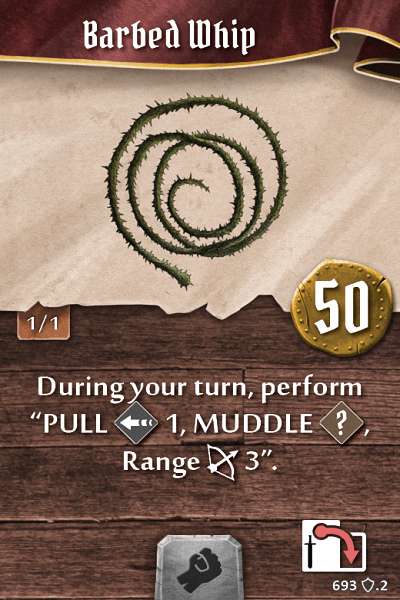 Barbed Whip
1/1
50
During your turn, perform
“PULL 1, MUDDLE ?,
Range 3”.
693 .2